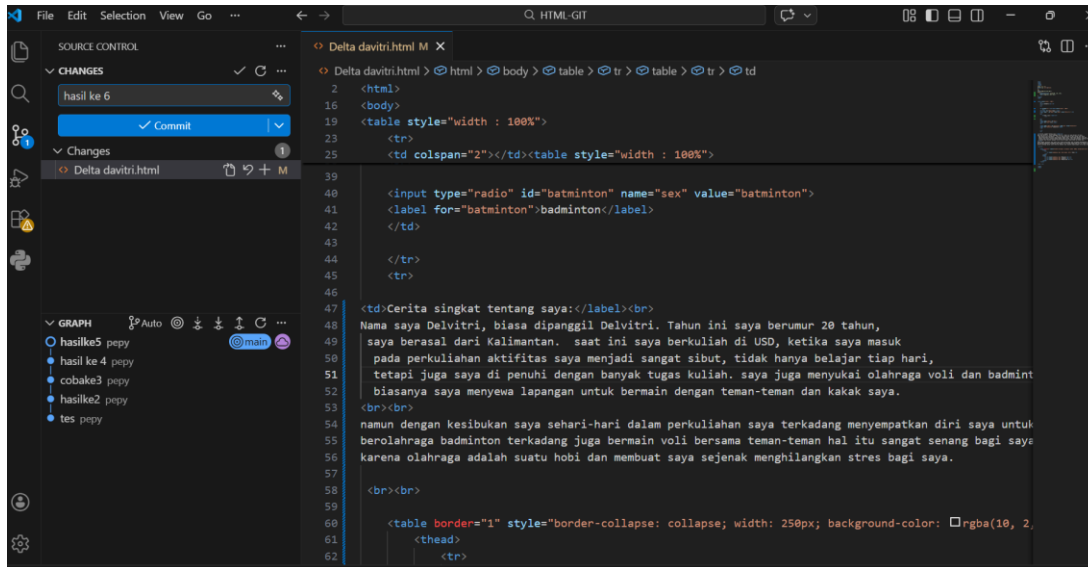 File Edit Selection View Go ... HTML-GIT
SOURCE CONTROL
CHANGES
hasil ke 6
Commit
Changes 1
Delta davitri.html M
GRAPH Auto
hasilke5 pepy main
hasil ke 4 pepy
cobake3 pepy
hasilke2 pepy
tes pepy
1
Delta davitri.html M
Delta davitri.html > html > body > table > tr > table > tr > td
2 <html>
16 <body>
19 <table style="width : 100%">
23 <tr>
25 <td colspan="2"></td><table style="width : 100%">
39
40 <input type="radio" id="batminton" name="sex" value="batminton">
41 <label for="batminton">badminton</label>
42 </td>
43
44 </tr>
45 <tr>
46
47 <td>Cerita singkat tentang saya:</label><br>
48 Nama saya Delvitri, biasa dipanggil Delvitri. Tahun ini saya berumur 20 tahun,
49 saya berasal dari Kalimantan. saat ini saya berkuliah di USD, ketika saya masuk
50 pada perkuliahan aktifitas saya menjadi sangat sibut, tidak hanya belajar tiap hari,
51 tetapi juga saya di penuhi dengan banyak tugas kuliah. saya juga menyukai olahraga voli dan badmint
52 biasanya saya menyewa lapangan untuk bermain dengan teman-teman dan kakak saya.
53 <br><br>
54 namun dengan kesibukan saya sehari-hari dalam perkuliahan saya terkadang menyempatkan diri saya untuk
55 berolahraga badminton terkadang juga bermain voli bersama teman-teman hal itu sangat senang bagi saya
56 karena olahraga adalah suatu hobi dan membuat saya sejenak menghilangkan stres bagi saya.
57
58 <br><br>
59
60 <table border="1" style="border-collapse: collapse; width: 250px; background-color: rgba(10, 2,
61 <thead>
62 <tr>